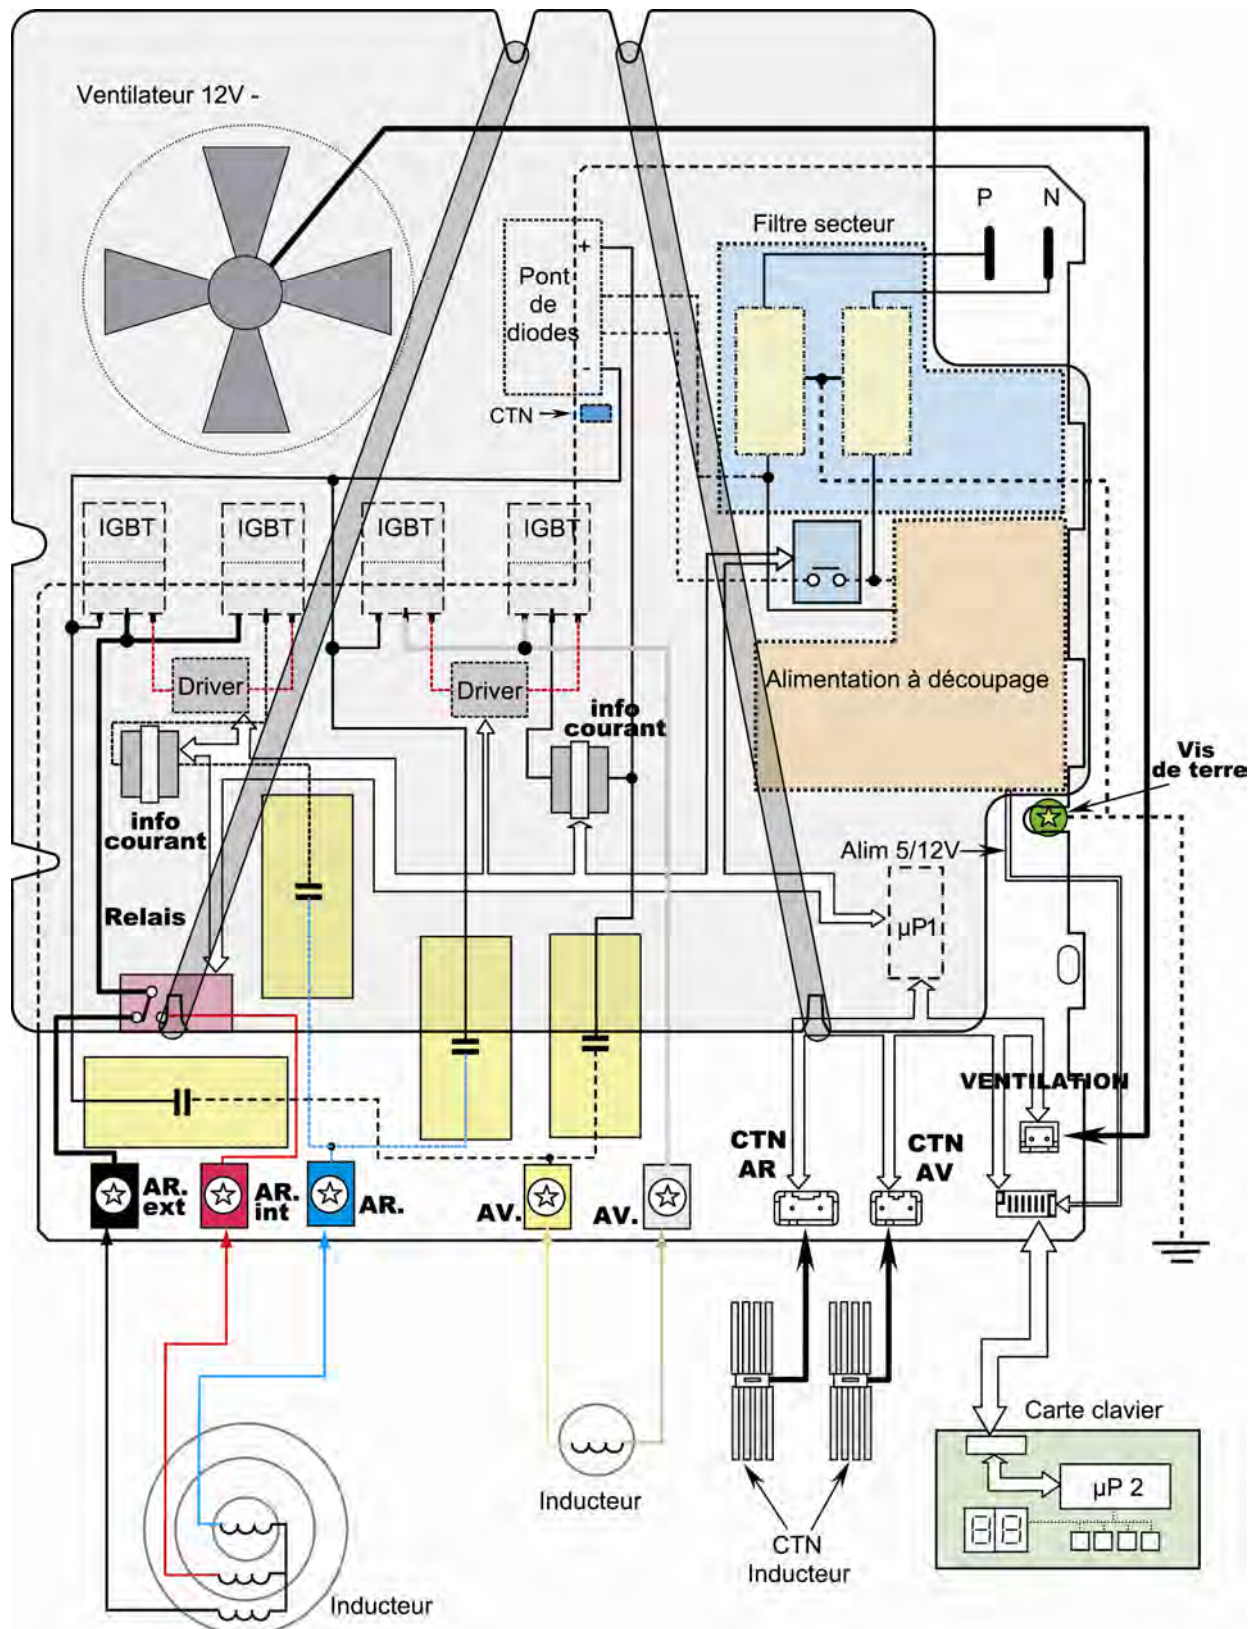 Ventilateur 12V -
P
N
Filtre secteur
+
Pont
de
diodes
-
CTN
IGBT
IGBT
IGBT
IGBT
Driver
Driver
info
courant
Alimentation à découpage
Vis
de terre
info
courant
Alim 5/12V
Relais
µP1
VENTILATION
CTN
AR
CTN
AV
AR.
ext
AR.
int
AR.
AV.
AV.
Carte clavier
µP 2
88
Inducteur
CTN
Inducteur
Inducteur